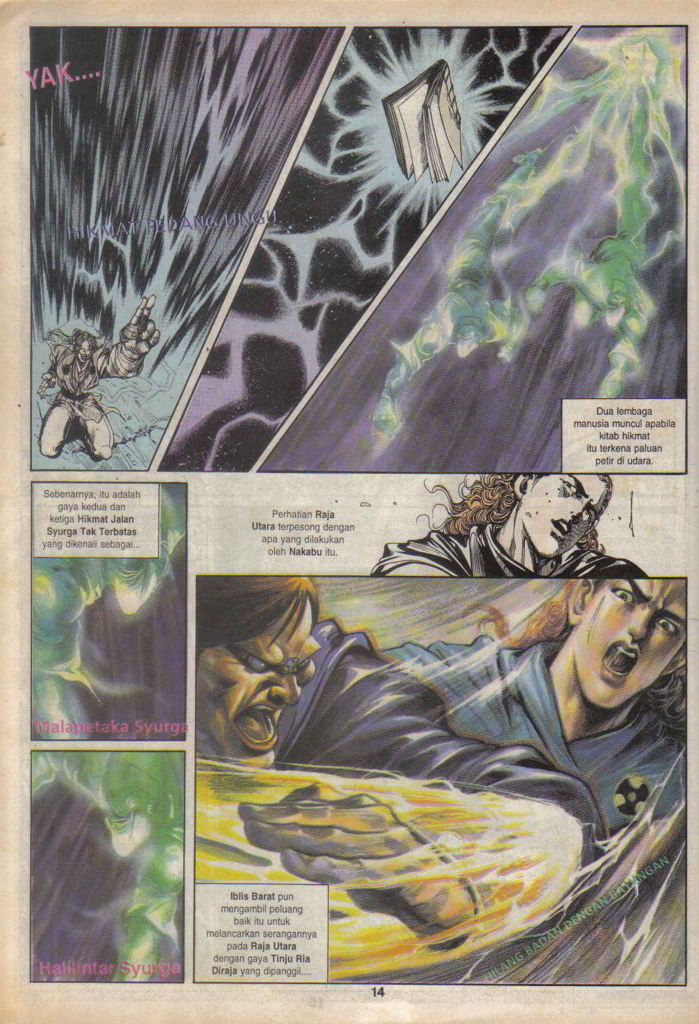 YAK....
HIKMAT PEDANG UNGU...
Dua lembaga
manusia muncul apabila
kitab hikmat
itu terkena paluan
petir di udara.
Sebenarnya, itu adalah
gaya kedua dan
ketiga Hikmat Jalan
Syurga Tak Terbatas
yang dikenali sebagai...
Malapetaka Syurga
Halilintar Syurga
Perhatian Raja
Utara terpesong dengan
apa yang dilakukan
oleh Nakabu itu.
Iblis Barat pun
mengambil peluang
baik itu untuk
melancarkan serangannya
pada Raja Utara
dengan gaya Tinju Ria
Diraja yang dipanggil....
HILANG BADAN DENGAN BAYANGAN
14